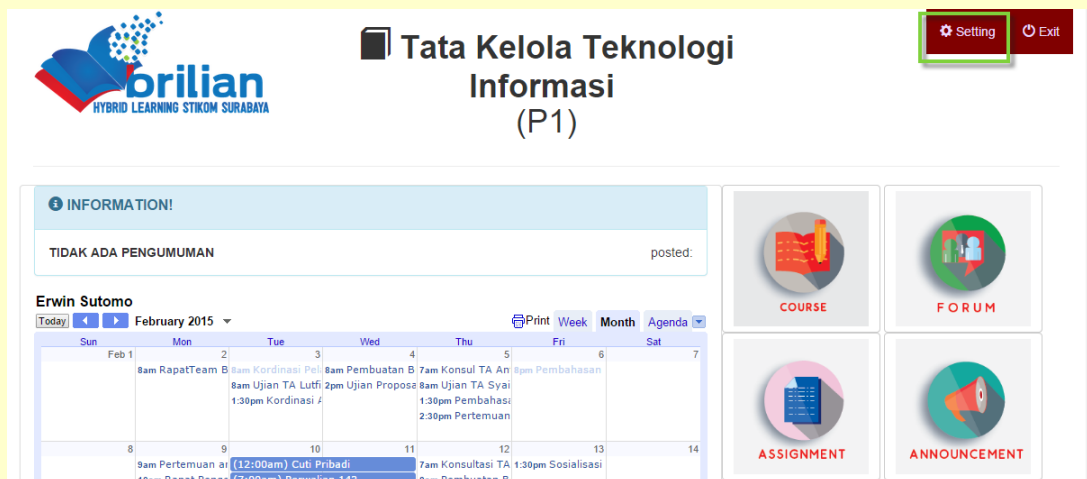 brilian
HYBRID LEARNING STIKOM SURABAYA
Tata Kelola Teknologi
Informasi
(P1)
Setting
Exit
INFORMATION!
TIDAK ADA PENGUMUMAN posted:
Erwin Sutomo
Today February 2015 Print Week Month Agenda
Sun Mon Tue Wed Thu Fri Sat
Feb 1 2 3 4 5 6 7
8am RapatTeam B 8am Kordinasi Pela 8am Pembuatan B 7am Konsul TA An 8pm Pembahasan
8am Ujian TA Lutfi 2pm Ujian Proposa 8am Ujian TA Syai
1:30pm Kordinasi A 1:30pm Pembahasa
2:30pm Pertemuan
8 9 10 11 12 13 14
9am Pertemuan an (12:00am) Cuti Pribadi 7am Konsultasi TA 1:30pm Sosialisasi
COURSE
FORUM
ASSIGNMENT
ANNOUNCEMENT